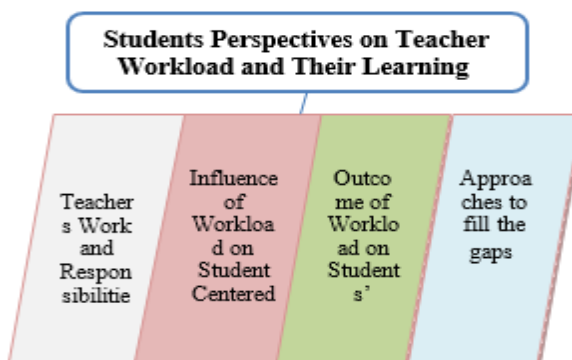 Students Perspectives on Teacher
Workload and Their Learning
Teacher
s Work
and
Respon
sibilitie
Influence
of
Workloa
d on
Student
Centered
Outco
me of
Worklo
ad on
Student
s’
Approa
ches to
fill the
gaps